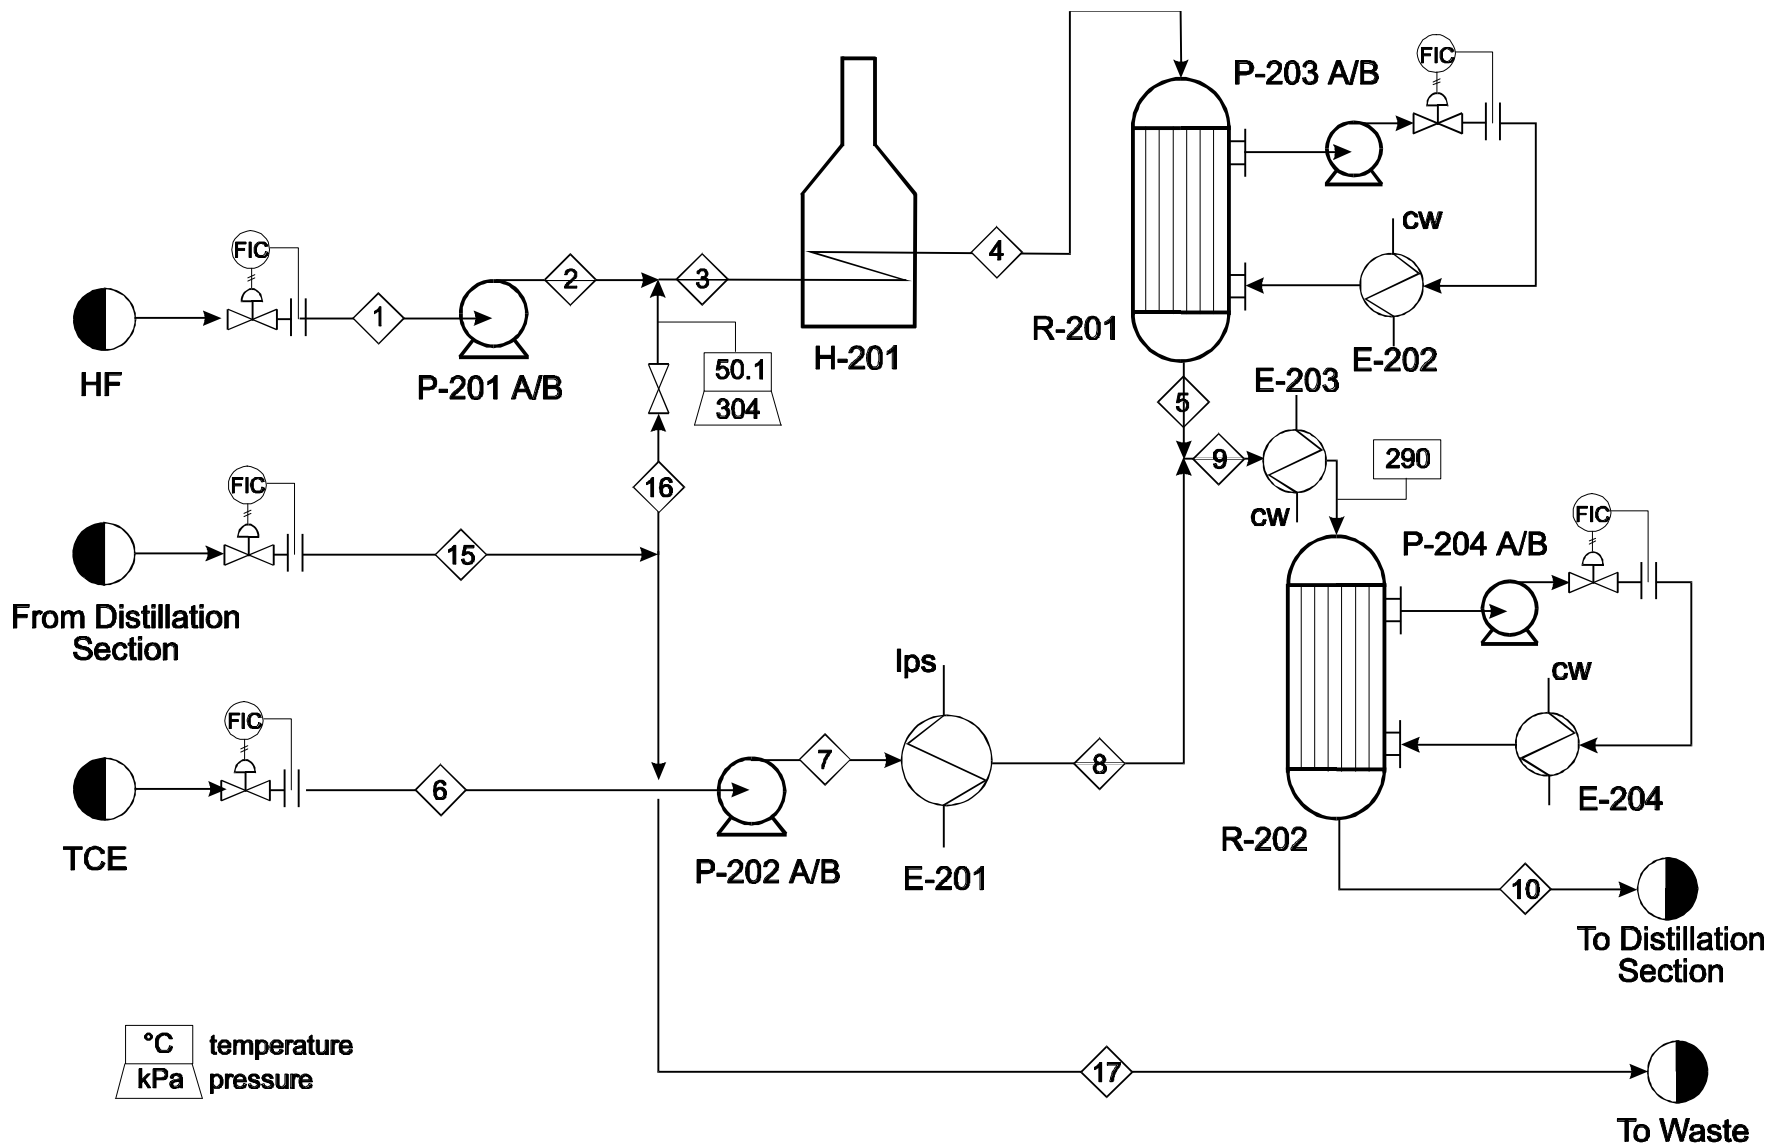 FIC
P-203 A/B
CW
FIC
4
2
3
1
HF
P-201 A/B
H-201
R-201
E-202
50.1
304
E-203
5
9
290
CW
FIC
16
15
From Distillation
Section
FIC
P-204 A/B
CW
lps
FIC
7
8
6
TCE
P-202 A/B
E-201
R-202
E-204
10
To Distillation
Section
°C
temperature
kPa
pressure
17
To Waste